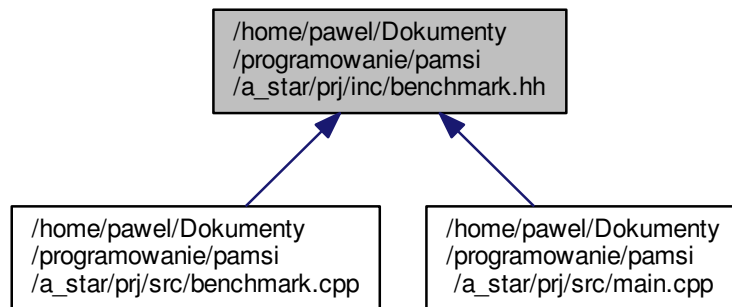 /home/pawel/Dokumenty
/programowanie/pamsi
/a_star/prj/inc/benchmark.hh
/home/pawel/Dokumenty
/programowanie/pamsi
/a_star/prj/src/benchmark.cpp
/home/pawel/Dokumenty
/programowanie/pamsi
/a_star/prj/src/main.cpp